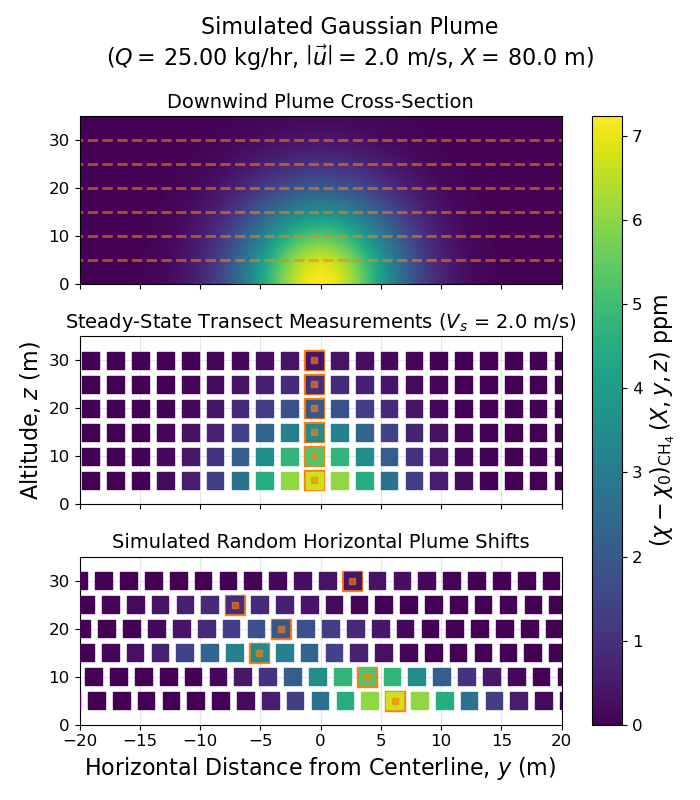 Simulated Gaussian Plume
(Q = 25.00 kg/hr, |u⃗| = 2.0 m/s, X = 80.0 m)
Downwind Plume Cross-Section
30
20
10
0
Steady-State Transect Measurements (Vₛ = 2.0 m/s)
30
20
10
0
Altitude, z (m)
Simulated Random Horizontal Plume Shifts
30
20
10
0
−20 −15 −10 −5 0 5 10 15 20
Horizontal Distance from Centerline, y (m)
7
6
5
4
3
2
1
0
(χ − χ₀)CH₄ (X, y, z) ppm